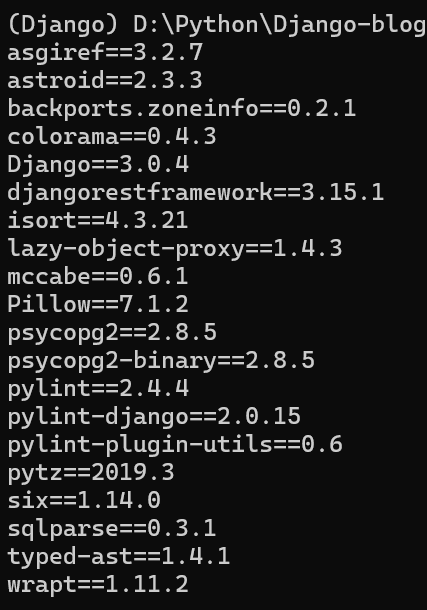 (Django) D:\Python\Django-blog
asgiref==3.2.7
astroid==2.3.3
backports.zoneinfo==0.2.1
colorama==0.4.3
Django==3.0.4
djangorestframework==3.15.1
isort==4.3.21
lazy-object-proxy==1.4.3
mccabe==0.6.1
Pillow==7.1.2
psycopg2==2.8.5
psycopg2-binary==2.8.5
pylint==2.4.4
pylint-django==2.0.15
pylint-plugin-utils==0.6
pytz==2019.3
six==1.14.0
sqlparse==0.3.1
typed-ast==1.4.1
wrapt==1.11.2